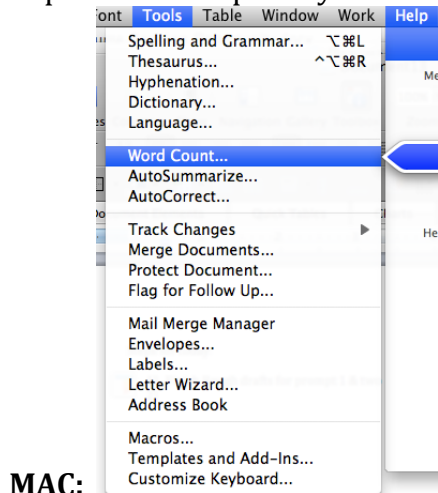 ont Tools Table Window Work Help
Spelling and Grammar... ⌥⌘L
Thesaurus... ^⌥⌘R
Hyphenation...
Dictionary...
Language...
Word Count...
AutoSummarize...
AutoCorrect...
Track Changes ▶
Merge Documents...
Protect Document...
Flag for Follow Up...
Mail Merge Manager
Envelopes...
Labels...
Letter Wizard...
Address Book
Macros...
Templates and Add-Ins...
Customize Keyboard...
Me
He
MAC: